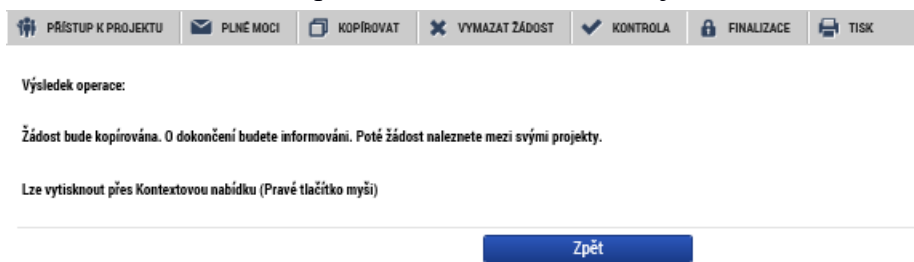 PŘÍSTUP K PROJEKTU PLNÉ MOCI KOPÍROVAT VYMAZAT ŽÁDOST KONTROLA FINALIZACE TISK
Výsledek operace:
Žádost bude kopírována. O dokončení budete informováni. Poté žádost naleznete mezi svými projekty.
Lze vytisknout přes Kontextovou nabídku (Pravé tlačítko myši)
Zpět